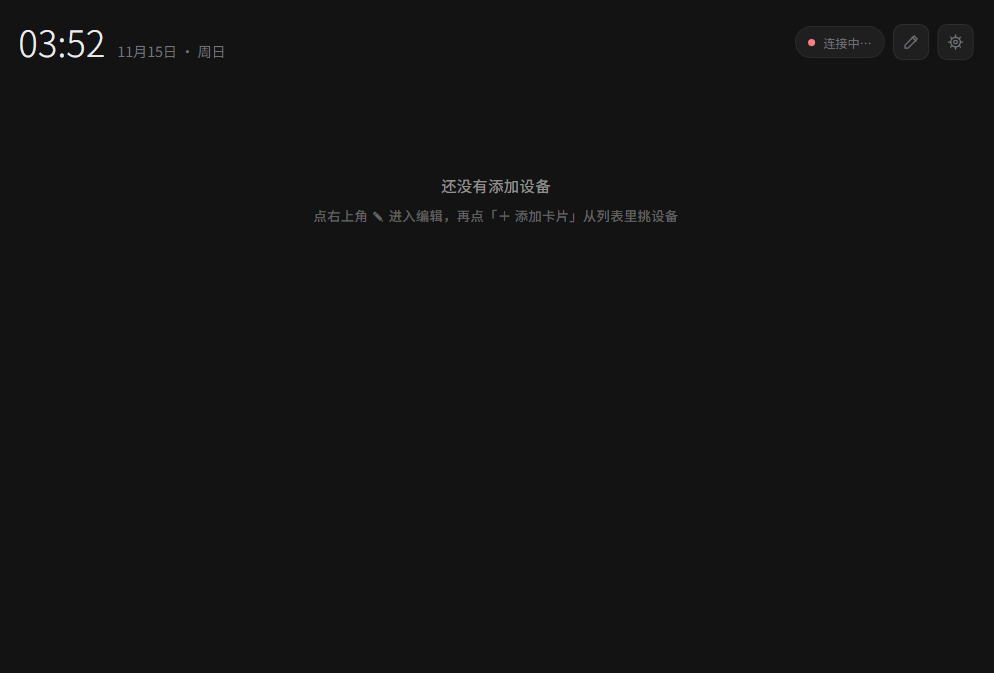 03:52 11月15日 · 周日
连接中…
还没有添加设备
点右上角 ✎ 进入编辑，再点「＋ 添加卡片」从列表里挑设备